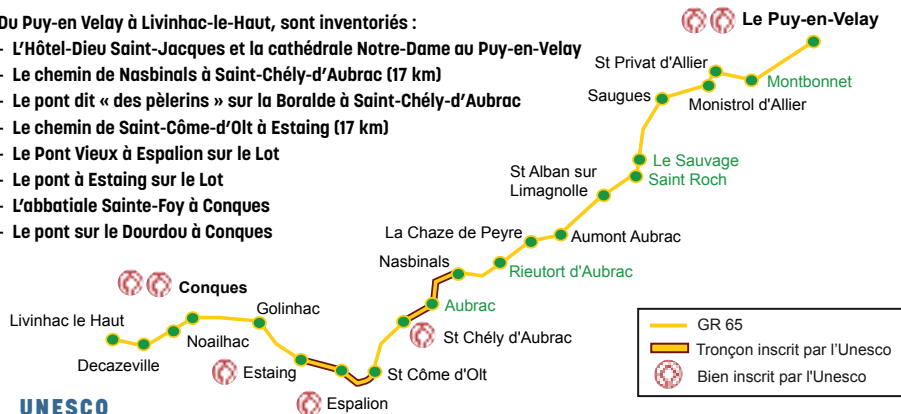 Du Puy-en Velay à Livinhac-le-Haut, sont inventoriés :
- L'Hôtel-Dieu Saint-Jacques et la cathédrale Notre-Dame au Puy-en-Velay
- Le chemin de Nasbinals à Saint-Chély-d'Aubrac (17 km)
- Le pont dit « des pèlerins » sur la Boralde à Saint-Chély-d'Aubrac
- Le chemin de Saint-Côme-d'Olt à Estaing (17 km)
- Le Pont Vieux à Espalion sur le Lot
- Le pont à Estaing sur le Lot
- L'abbatiale Sainte-Foy à Conques
- Le pont sur le Dourdou à Conques
Le Puy-en-Velay
St Privat d'Allier
Montbonnet
Saugues
Monistrol d'Allier
Le Sauvage
Saint Roch
St Alban sur
Limagnolle
La Chaze de Peyre
Aumont Aubrac
Nasbinals
Rieutort d'Aubrac
Aubrac
St Chély d'Aubrac
Conques
Golinhac
Livinhac le Haut
Noailhac
Decazeville
Estaing
St Côme d'Olt
Espalion
GR 65
Tronçon inscrit par l'Unesco
Bien inscrit par l'Unesco
UNESCO